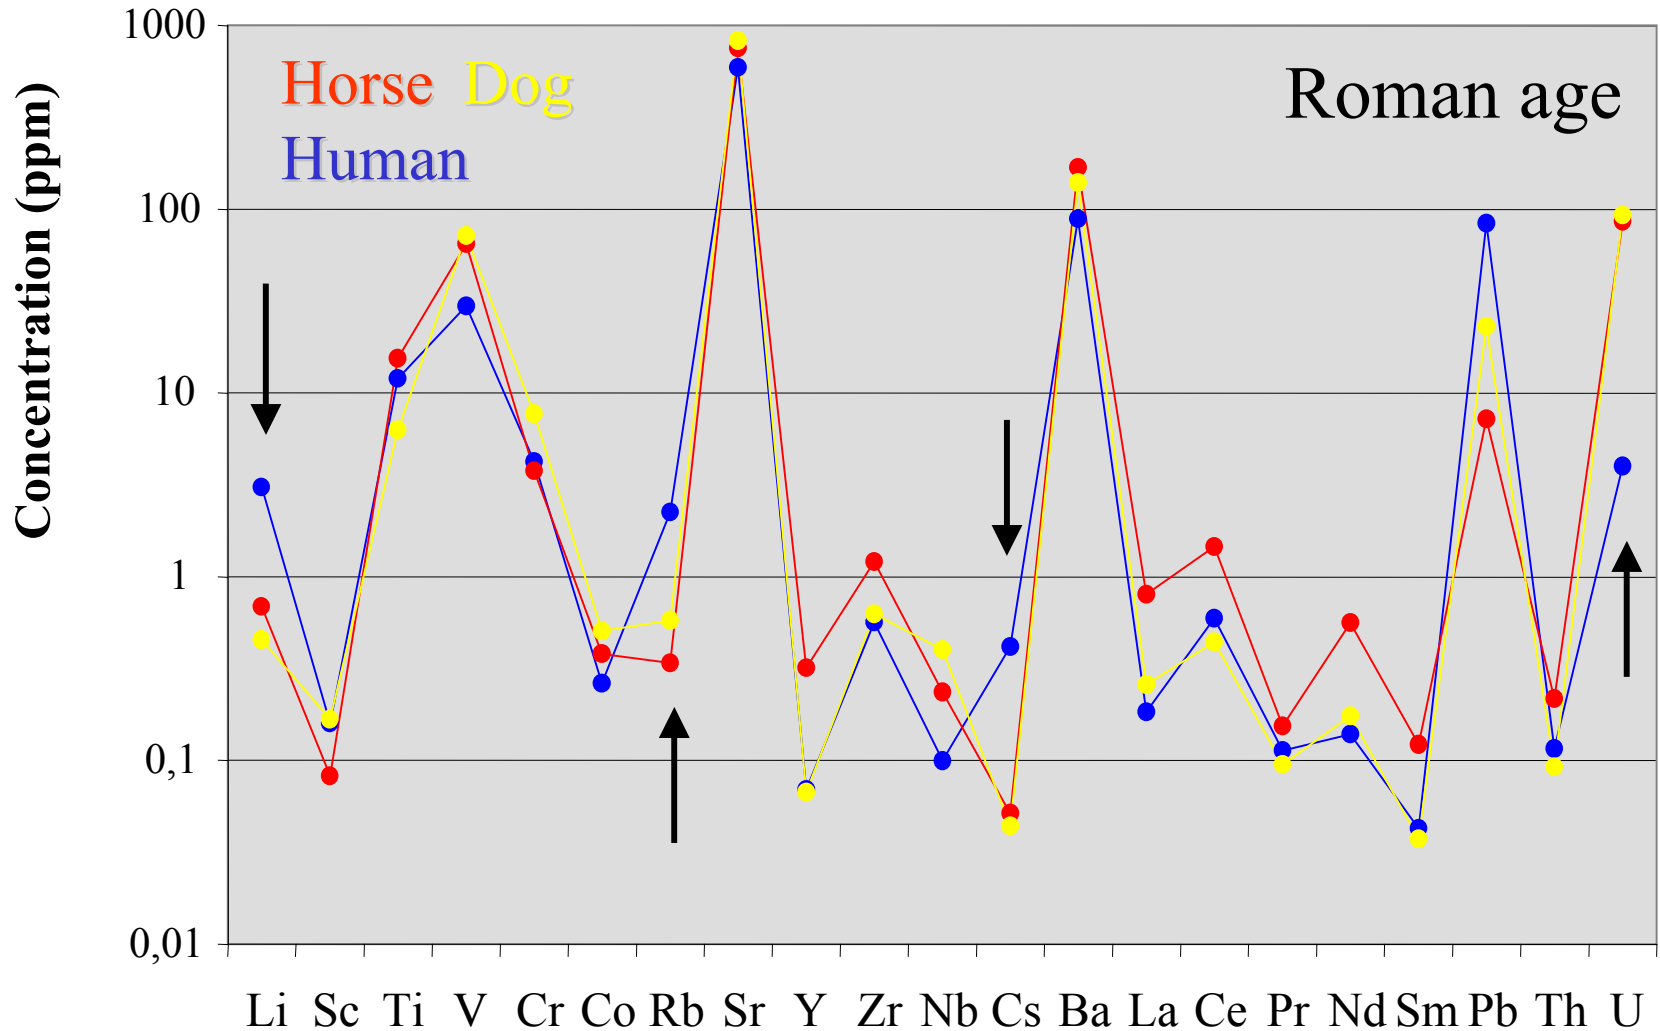 1000
Horse Dog
Human
Roman age
Concentration (ppm)
100
10
1
0,1
0,01
Li Sc Ti V Cr Co Rb Sr Y Zr Nb Cs Ba La Ce Pr Nd Sm Pb Th U